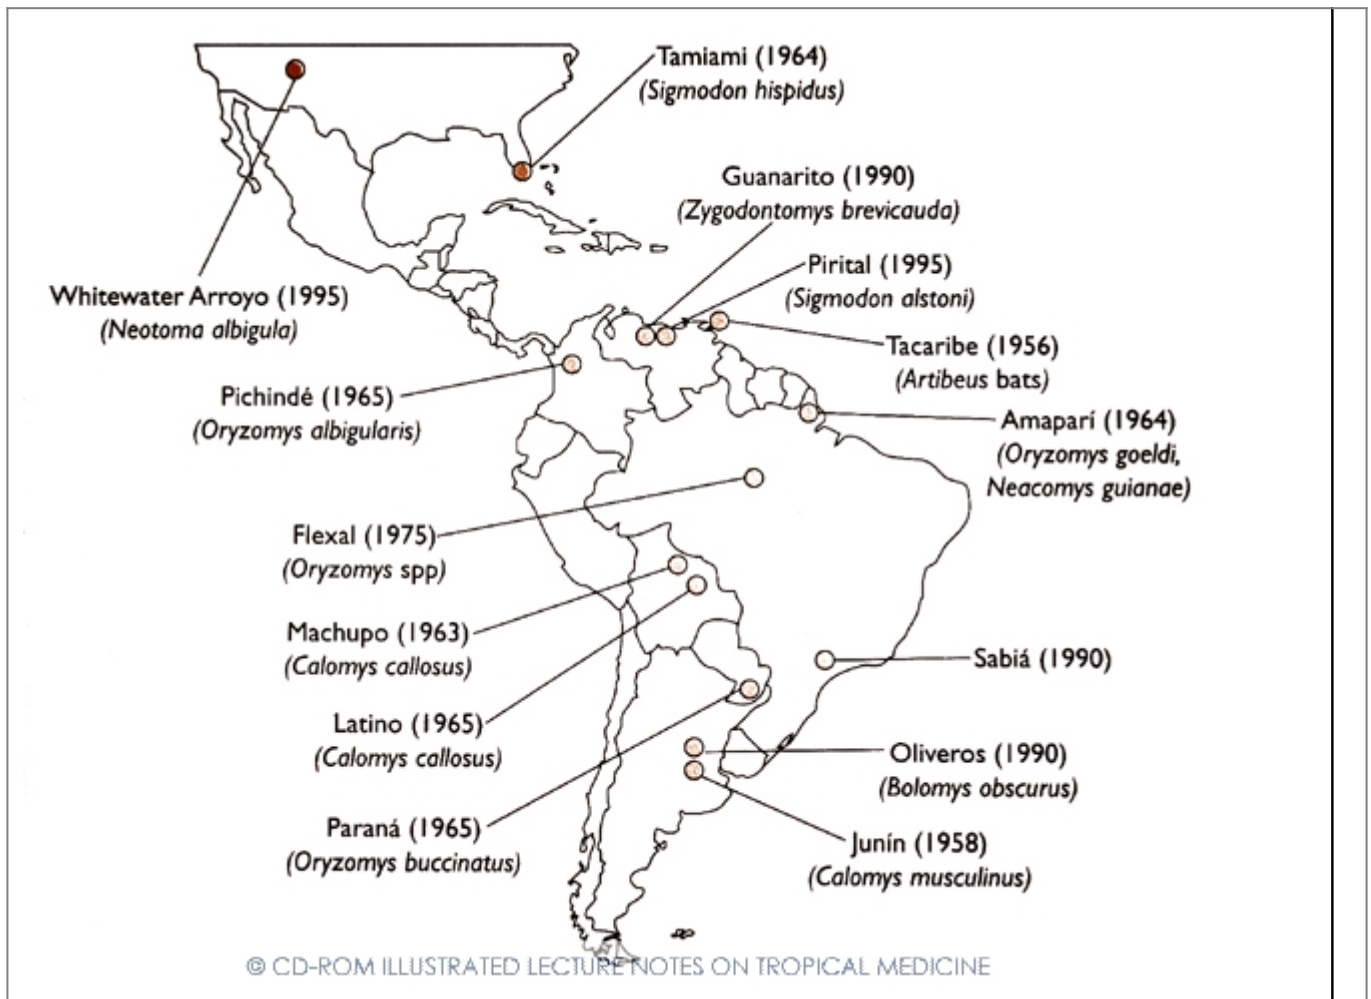 Tamiami (1964)
(Sigmodon hispidus)
Guanarito (1990)
(Zygodontomys brevicauda)
Pirital (1995)
(Sigmodon alstoni)
Whitewater Arroyo (1995)
(Neotoma albigula)
Tacaribe (1956)
(Artibeus bats)
Pichindé (1965)
(Oryzomys albigularis)
Amaparí (1964)
(Oryzomys goeldi,
Neacomys guianae)
Flexal (1975)
(Oryzomys spp)
Machupo (1963)
(Calomys callosus)
Sabiá (1990)
Latino (1965)
(Calomys callosus)
Oliveros (1990)
(Bolomys obscurus)
Paraná (1965)
(Oryzomys buccinatus)
Junín (1958)
(Calomys musculinus)
© CD-ROM ILLUSTRATED LECTURE NOTES ON TROPICAL MEDICINE